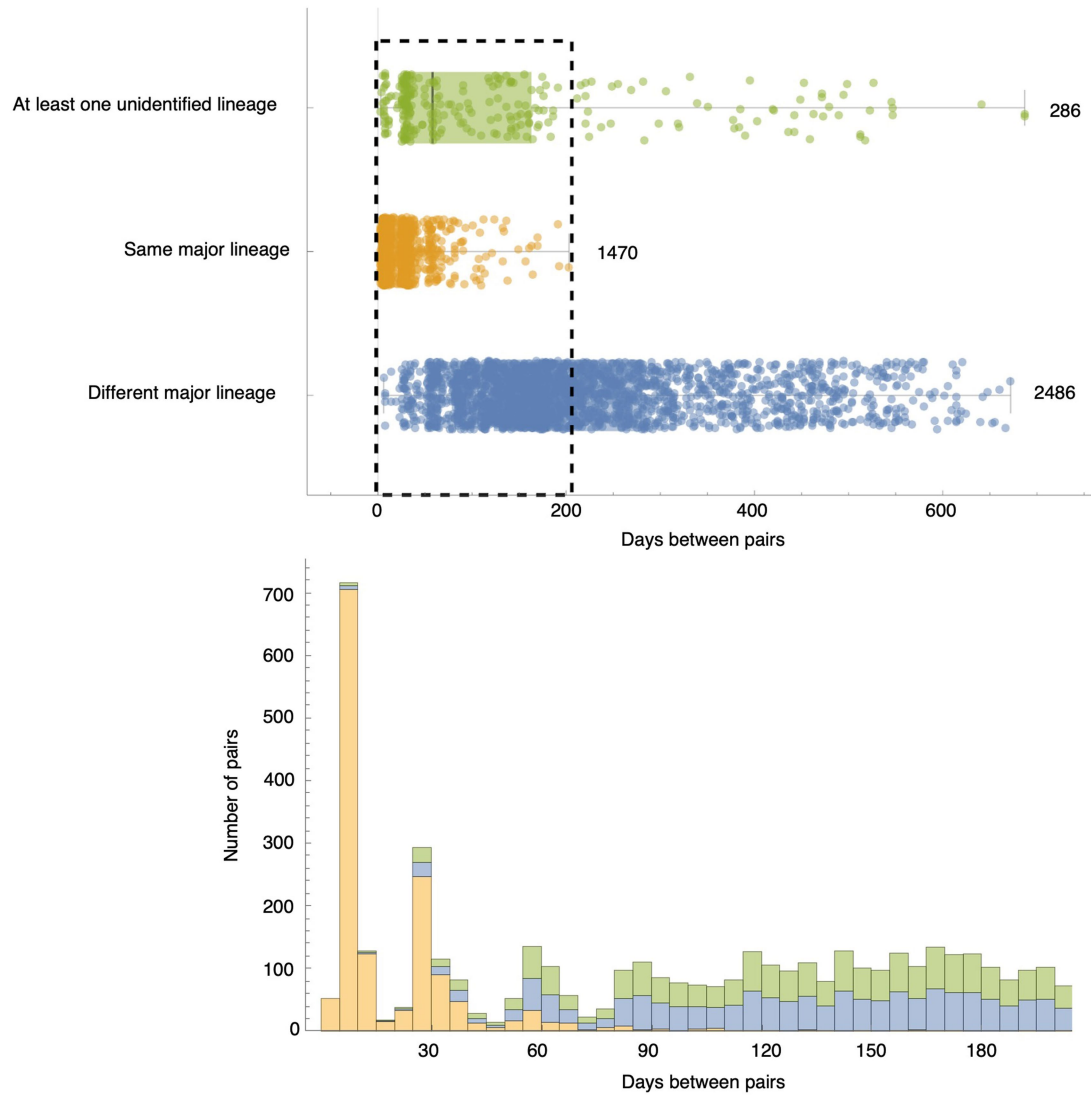 At least one unidentified lineage
286
Same major lineage
1470
Different major lineage
2486
0 200 400 600
Days between pairs
700
600
500
400
300
200
100
0
Number of pairs
30 60 90 120 150 180
Days between pairs